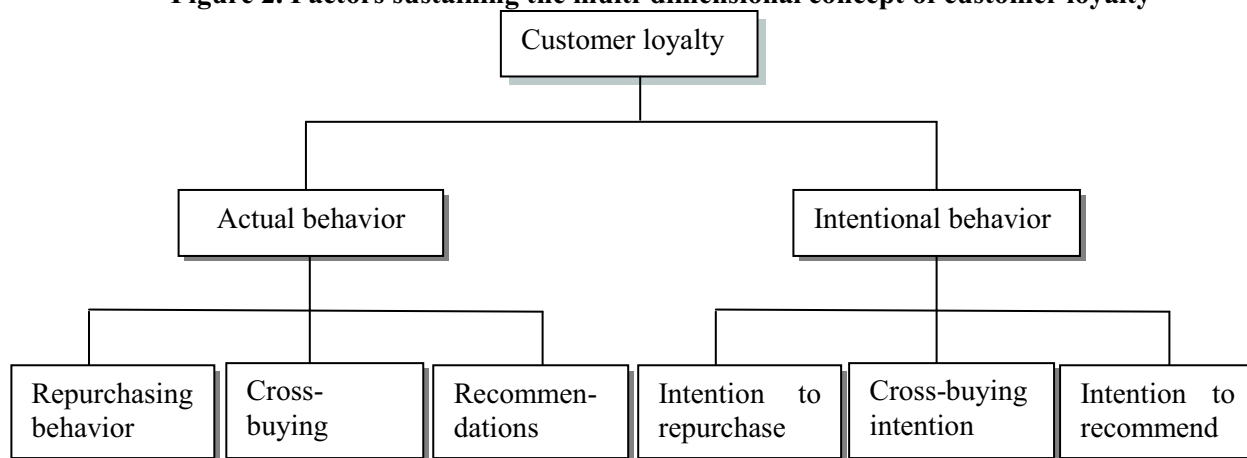 Figure 2. Factors sustaining the multi-dimensional concept of customer loyalty
Customer loyalty
Actual behavior
Intentional behavior
Repurchasing
behavior
Cross-
buying
Recommen-
dations
Intention to
repurchase
Cross-buying
intention
Intention to
recommend